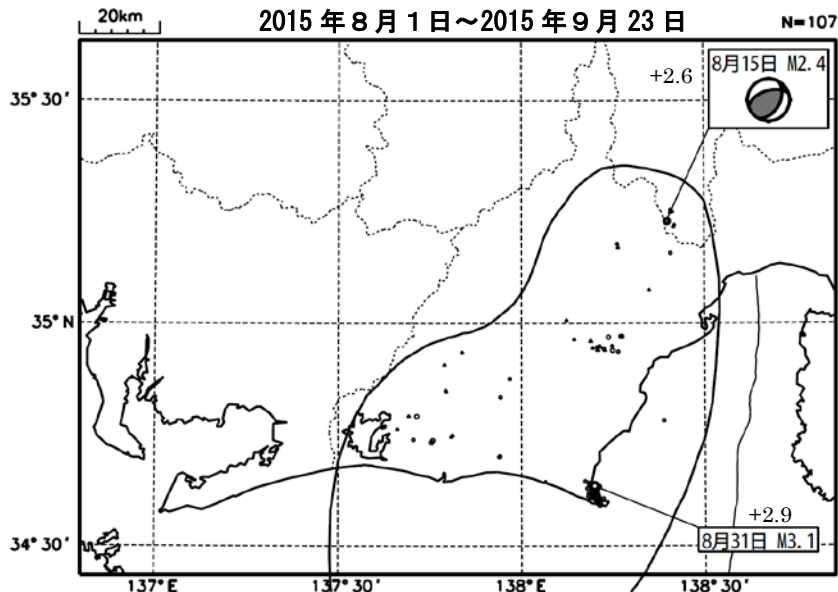 20km
2015年8月1日～2015年9月23日
N=107
+2.6
8月15日 M2.4
35° 30′
35° N
34° 30′
+2.9
8月31日 M3.1
137° E
137° 30′
138° E
138° 30′